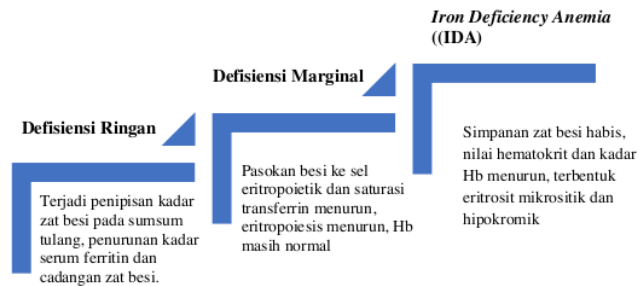 Defisiensi Ringan
Terjadi penipisan kadar
zat besi pada sumsum
tulang, penurunan kadar
serum ferritin dan
cadangan zat besi.
Defisiensi Marginal
Pasokan besi ke sel
eritropoietik dan saturasi
transferrin menurun,
eritropoiesis menurun, Hb
masih normal
Iron Deficiency Anemia
((IDA)
Simpanan zat besi habis,
nilai hematokrit dan kadar
Hb menurun, terbentuk
eritrosit mikrositik dan
hipokromik